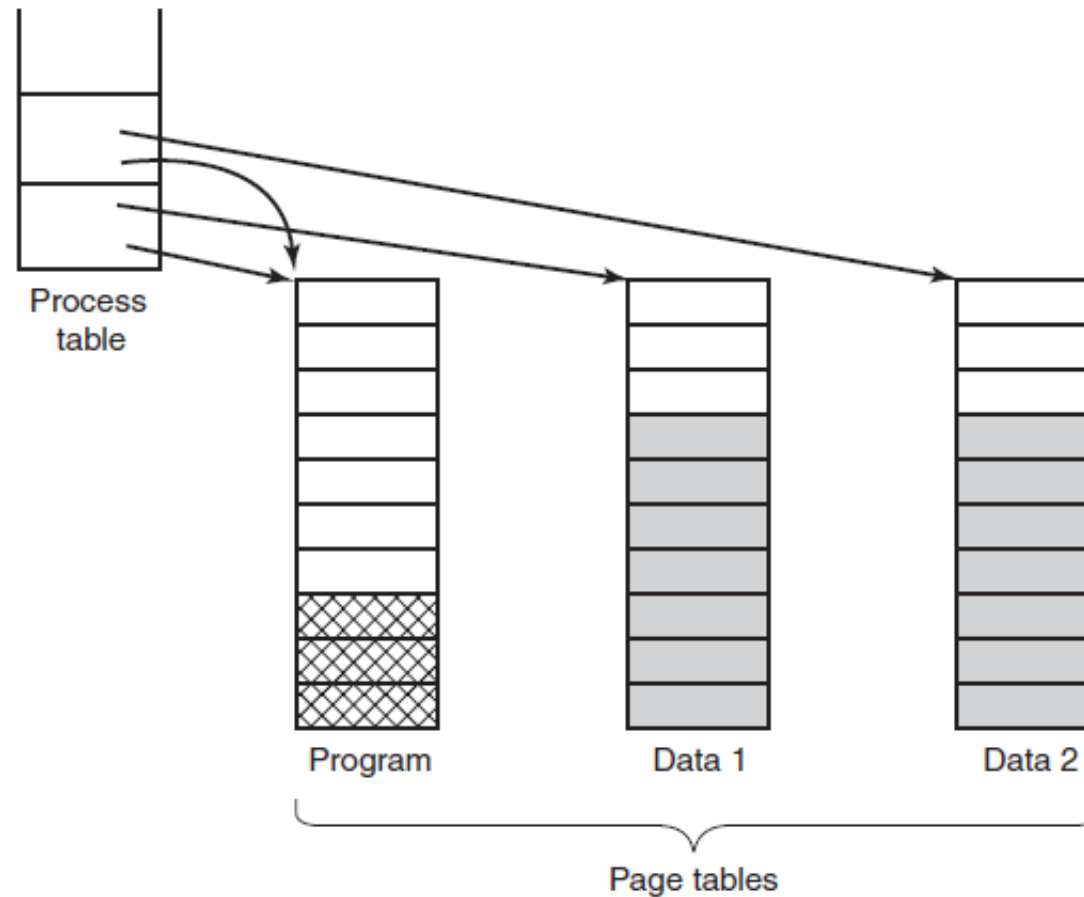 Process
table
Program
Data 1
Data 2
Page tables